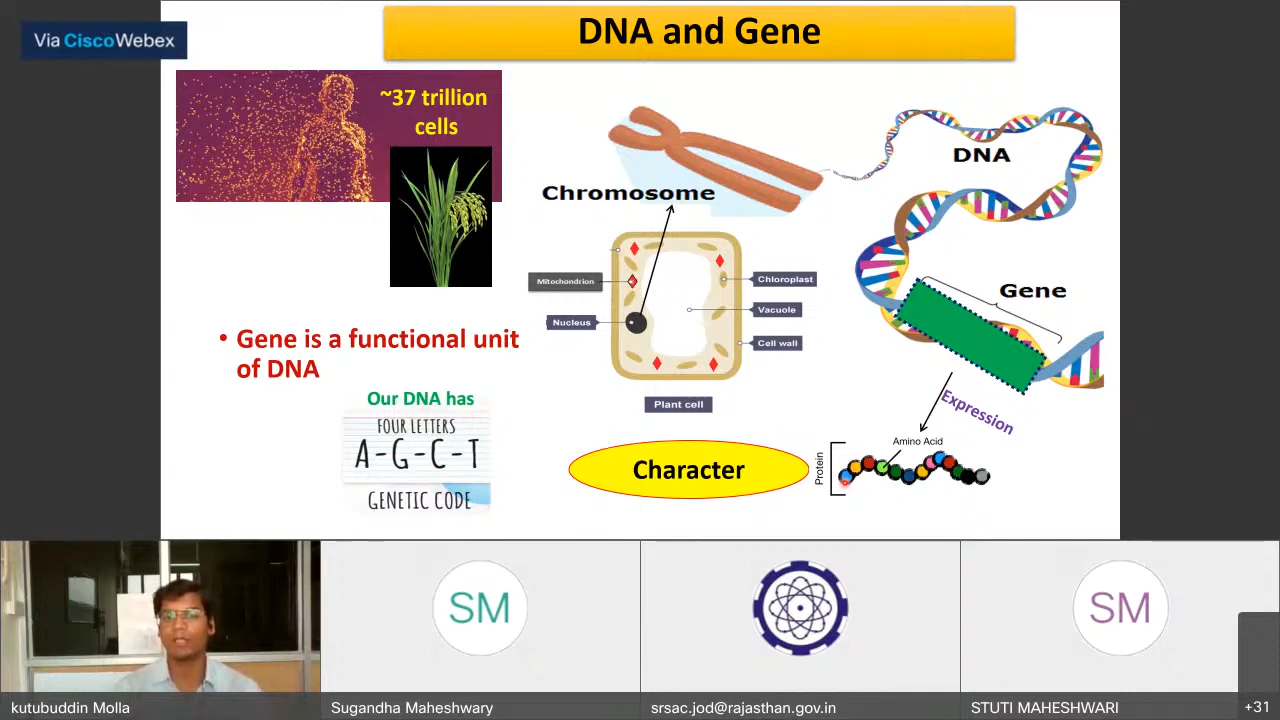 Via CiscoWebex
DNA and Gene
~37 trillion
cells
DNA
Chromosome
Mitochondrion
Chloroplast
Gene
Nucleus
Vacuole
Cell wall
• Gene is a functional unit
of DNA
Plant cell
Our DNA has
FOUR LETTERS
A-G-C-T
GENETIC CODE
Expression
Amino Acid
Protein
Character
SM
SM
kutubuddin Molla
Sugandha Maheshwary
srsac.jod@rajasthan.gov.in
STUTI MAHESHWARI
+31